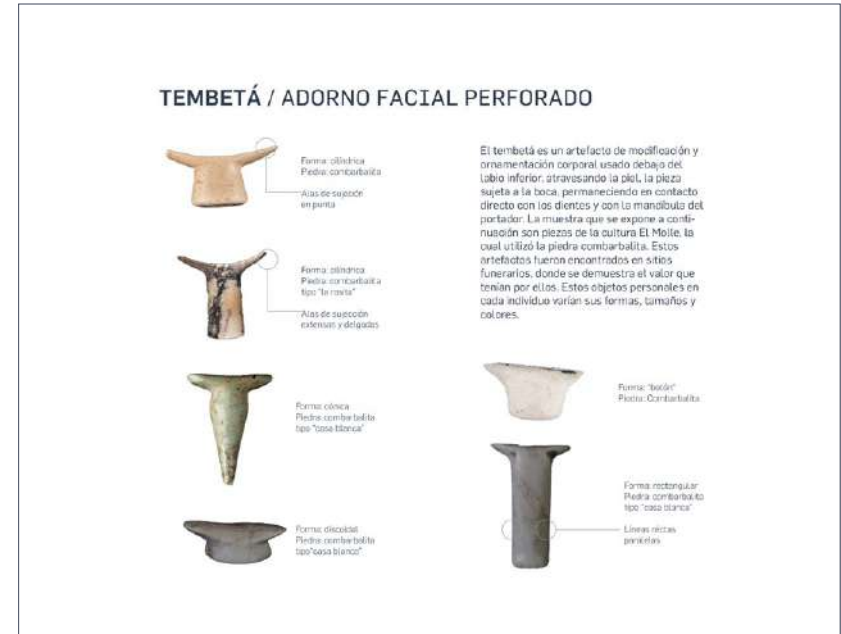 TEMBETÁ / ADORNO FACIAL PERFORADO
Forma: cilíndrica
Piedra: combarbalita
Alas de sujeción
en punta
Forma: cilíndrica
Piedra: combarbalita
tipo "la rosita"
Alas de sujección
extensas y delgadas
Forma: cónica
Piedra: combarbalita
tipo "casa blanca"
Forma: discoidal
Piedra: combarbalita
tipo"casa blanca"
El tembetá es un artefacto de modificación y
ornamentación corporal usado debajo del
labio inferior, atravesando la piel, la pieza
sujeta a la boca, permaneciendo en contacto
directo con los dientes y con la mandíbula del
portador. La muestra que se expone a conti-
nuación son piezas de la cultura El Molle, la
cual utilizó la piedra combarbalita. Estos
artefactos fueron encontrados en sitios
funerarios, donde se demuestra el valor que
tenían por ellos. Estos objetos personales en
cada individuo varían sus formas, tamaños y
colores.
Forma: "botón"
Piedra: Combarbalita
Forma: rectangular
Piedra: combarbalita
tipo "casa blanca"
Líneas rectas
paralelas